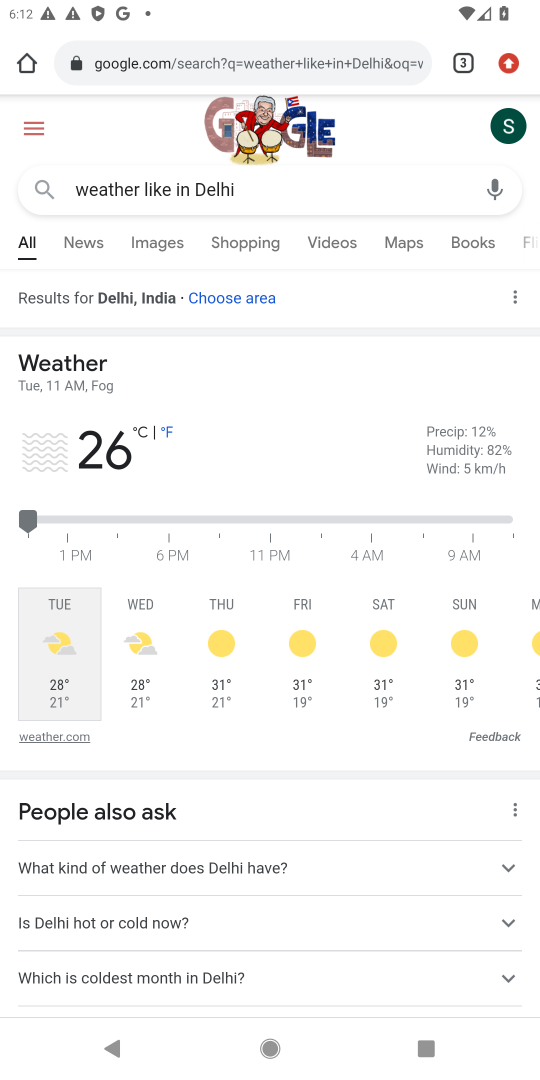 6:12
3
google.com/search?q=weather+like+in+Delhi&oq=w
S
weather like in Delhi
All News Images Shopping Videos Maps Books Fli
Results for Delhi, India · Choose area
Weather
Tue, 11 AM, Fog
26 °C | °F
Precip: 12%
Humidity: 82%
Wind: 5 km/h
1 PM 6 PM 11 PM 4 AM 9 AM
TUE WED THU FRI SAT SUN M
28° 28° 31° 31° 31° 31° 3
21° 21° 21° 19° 19° 19° 1
weather.com Feedback
People also ask
What kind of weather does Delhi have?
Is Delhi hot or cold now?
Which is coldest month in Delhi?